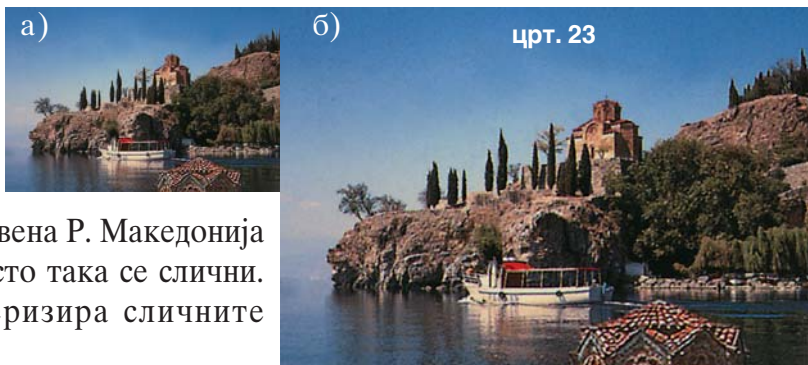 а)
б)
црт. 23
вена Р. Македонија
сто така се слични.
ризира сличните